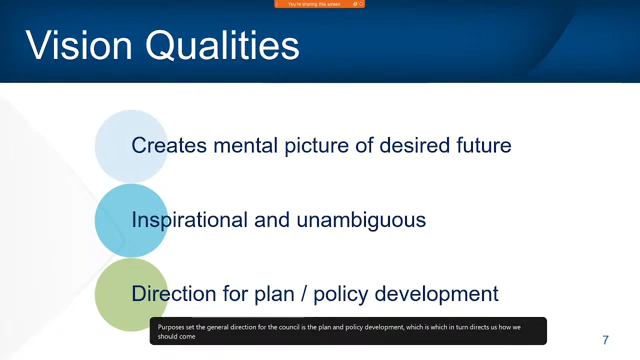 You're sharing this screen
Vision Qualities
Creates mental picture of desired future
Inspirational and unambiguous
Direction for plan / policy development
Purposes set the general direction for the council is the plan and policy development, which is which in turn directs us how we
should come
7